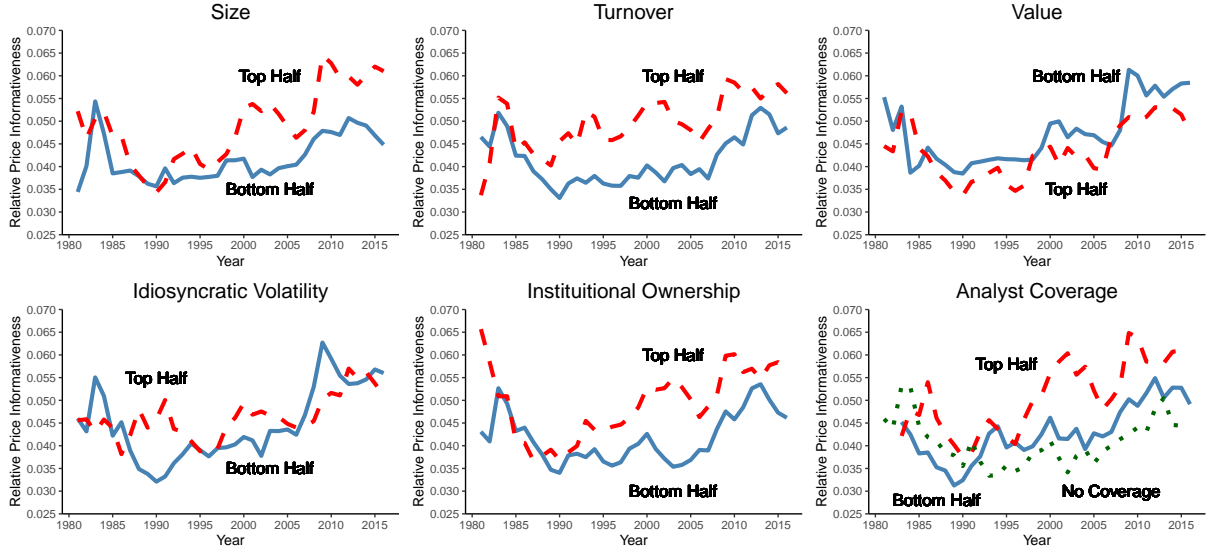 Size
Relative Price Informativeness
0.070
0.065
0.060
0.055
0.050
0.045
0.040
0.035
0.030
0.025
Top Half
Bottom Half
1980 1985 1990 1995 2000 2005 2010 2015
Year
Turnover
Relative Price Informativeness
0.070
0.065
0.060
0.055
0.050
0.045
0.040
0.035
0.030
0.025
Top Half
Bottom Half
1980 1985 1990 1995 2000 2005 2010 2015
Year
Value
Relative Price Informativeness
0.070
0.065
0.060
0.055
0.050
0.045
0.040
0.035
0.030
0.025
Bottom Half
Top Half
1980 1985 1990 1995 2000 2005 2010 2015
Year
Idiosyncratic Volatility
Relative Price Informativeness
0.070
0.065
0.060
0.055
0.050
0.045
0.040
0.035
0.030
0.025
Top Half
Bottom Half
1980 1985 1990 1995 2000 2005 2010 2015
Year
Instituitional Ownership
Relative Price Informativeness
0.070
0.065
0.060
0.055
0.050
0.045
0.040
0.035
0.030
0.025
Top Half
Bottom Half
1980 1985 1990 1995 2000 2005 2010 2015
Year
Analyst Coverage
Relative Price Informativeness
0.070
0.065
0.060
0.055
0.050
0.045
0.040
0.035
0.030
0.025
Top Half
Bottom Half
No Coverage
1980 1985 1990 1995 2000 2005 2010 2015
Year